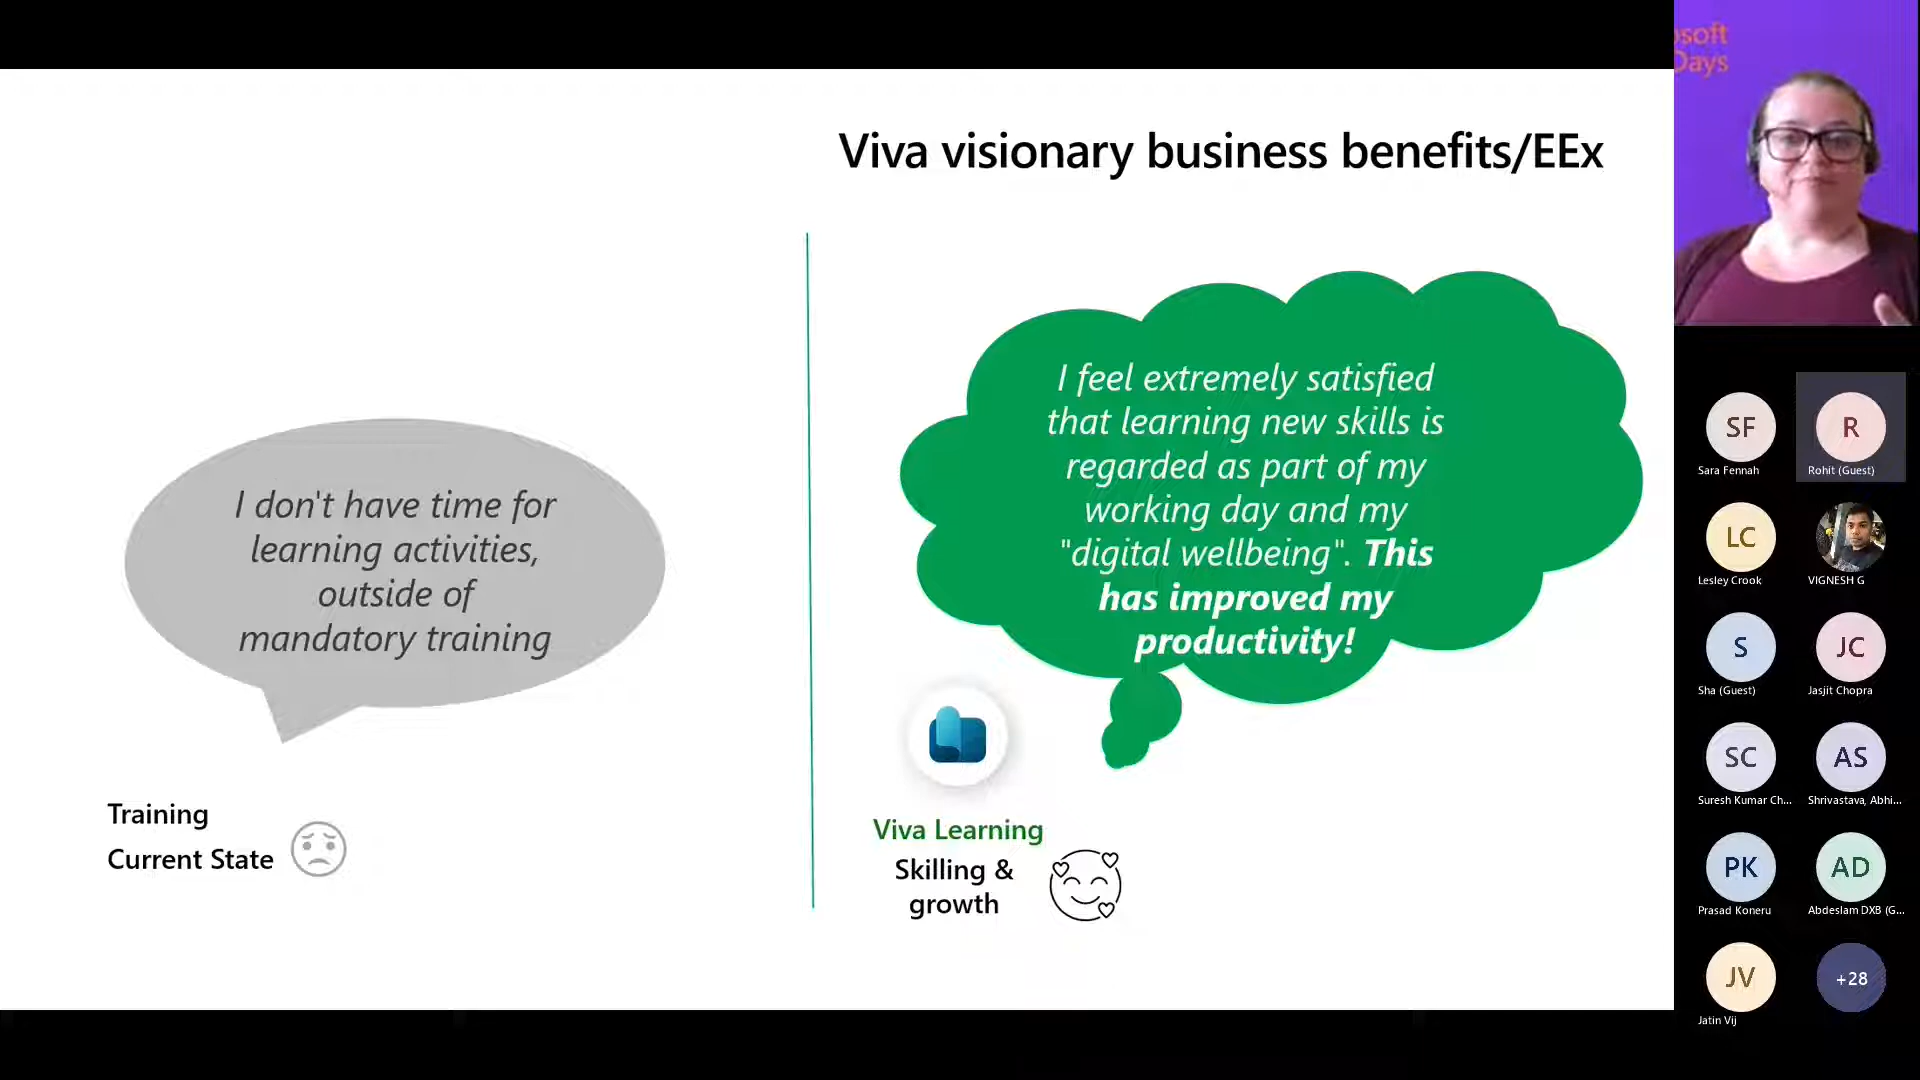 Viva visionary business benefits/EEx
I don't have time for
learning activities,
outside of
mandatory training
Training
Current State
I feel extremely satisfied
that learning new skills is
regarded as part of my
working day and my
"digital wellbeing". This
has improved my
productivity!
Viva Learning
Skilling &
growth
osoft
Days
SF
Sara Fennah
R
Rohit (Guest)
LC
Lesley Crook
VIGNESH G
S
Sha (Guest)
JC
Jasjit Chopra
SC
Suresh Kumar Ch...
AS
Shrivastava, Abhi...
PK
Prasad Koneru
AD
Abdeslam DXB (G...
JV
Jatin Vij
+28